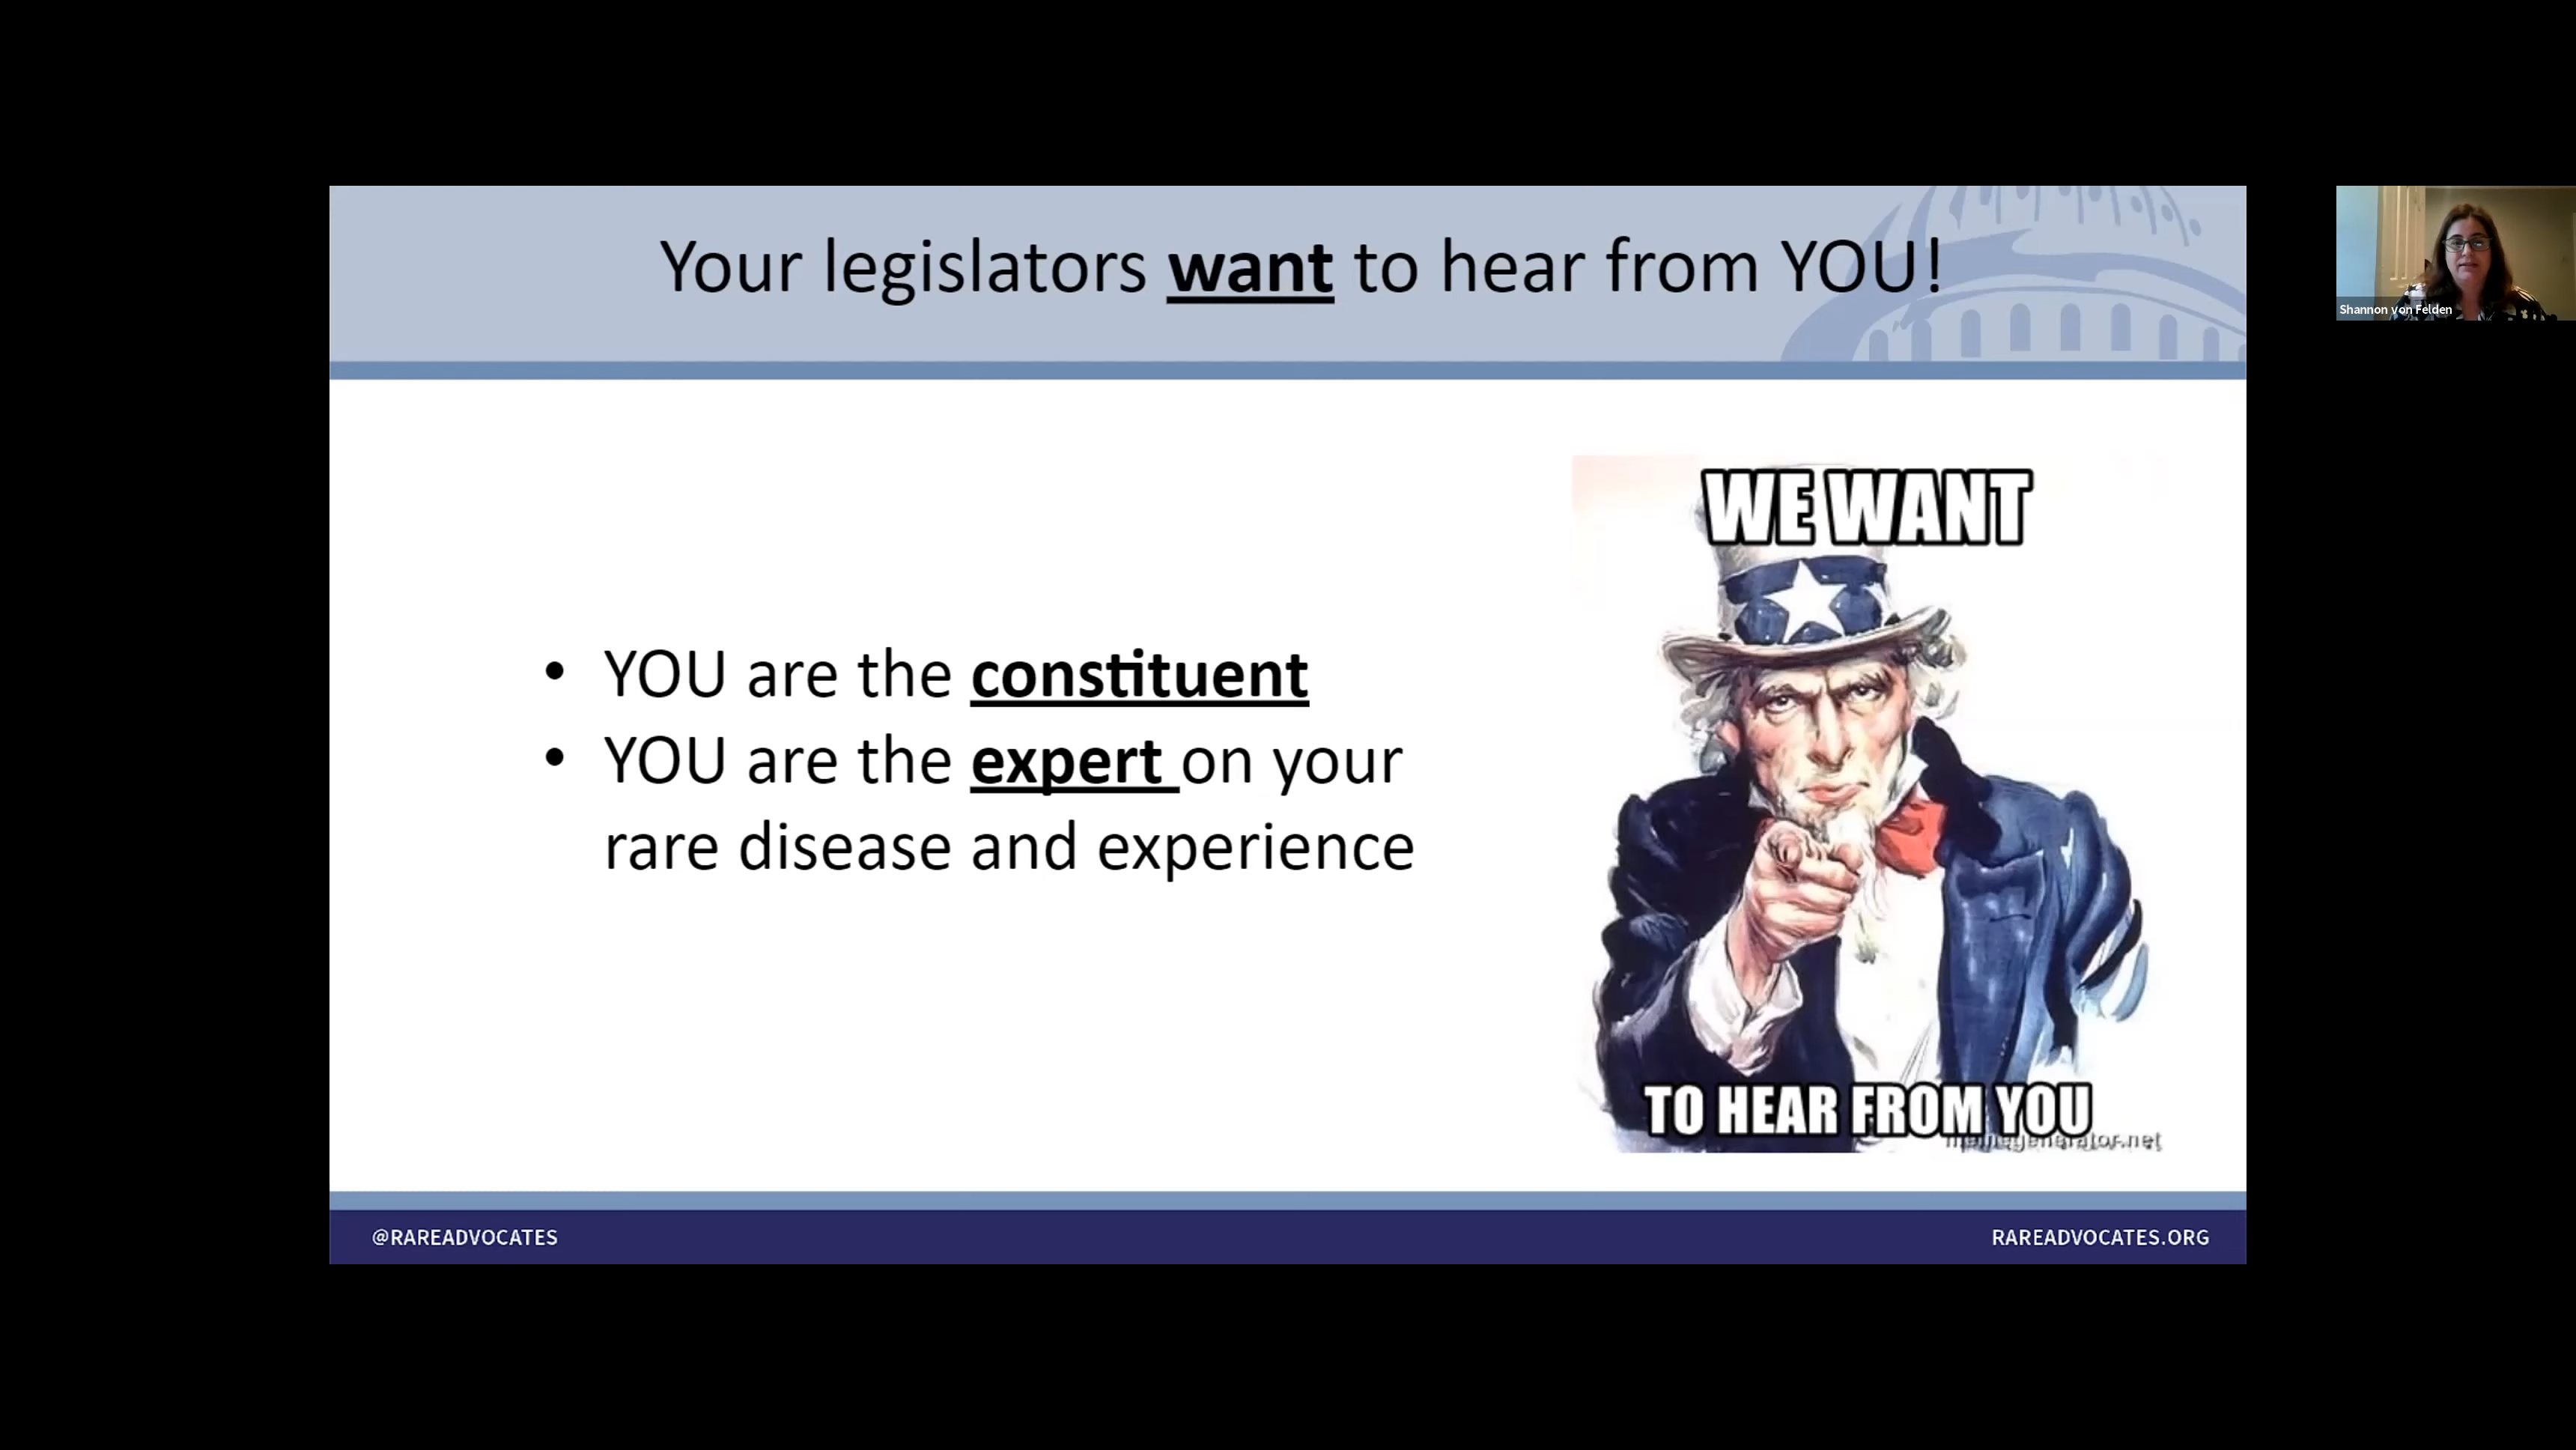 Your legislators want to hear from YOU!
Shannon von Felden
WE WANT
• YOU are the constituent
• YOU are the expert on your
rare disease and experience
TO HEAR FROM YOU
memegenerator.net
@RAREADVOCATES
RAREADVOCATES.ORG